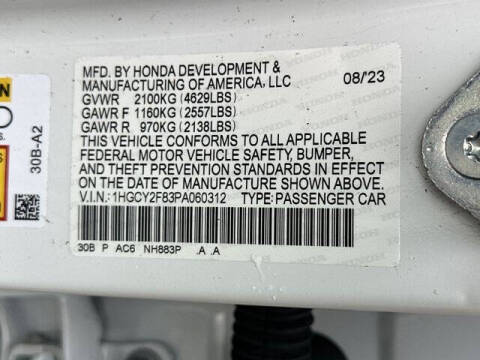 MFD. BY HONDA DEVELOPMENT &
MANUFACTURING OF AMERICA, LLC 08/23
GVWR 2100KG (4629LBS)
GAWR F 1160KG (2557LBS)
GAWR R 970KG (2138LBS)
THIS VEHICLE CONFORMS TO ALL APPLICABLE
FEDERAL MOTOR VEHICLE SAFETY, BUMPER,
AND THEFT PREVENTION STANDARDS IN EFFECT
ON THE DATE OF MANUFACTURE SHOWN ABOVE.
V.I.N.: 1HGCY2F83PA060312 TYPE: PASSENGER CAR
30B P AC6 NH883P .A .A
30B-A2